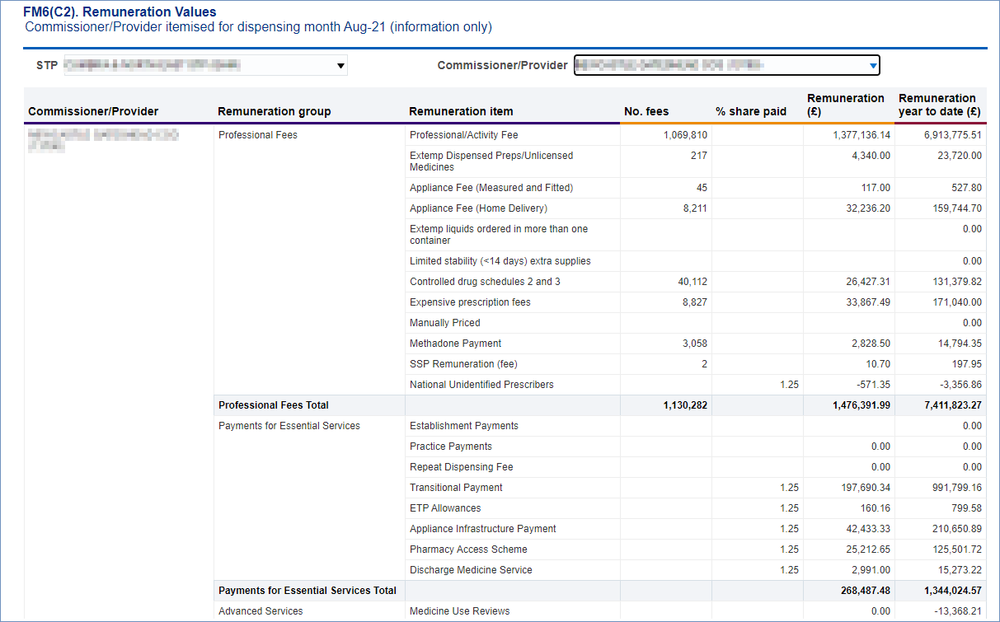 FM6(C2). Remuneration Values
Commissioner/Provider itemised for dispensing month Aug-21 (information only)
STP
Commissioner/Provider
Commissioner/Provider Remuneration group Remuneration item No. fees % share paid Remuneration (£) Remuneration year to date (£)
Professional Fees Professional/Activity Fee 1,069,810 1,377,136.14 6,913,775.51
Extemp Dispensed Preps/Unlicensed Medicines 217 4,340.00 23,720.00
Appliance Fee (Measured and Fitted) 45 117.00 527.80
Appliance Fee (Home Delivery) 8,211 32,236.20 159,744.70
Extemp liquids ordered in more than one container 0.00
Limited stability (<14 days) extra supplies 0.00
Controlled drug schedules 2 and 3 40,112 26,427.31 131,379.82
Expensive prescription fees 8,827 33,867.49 171,040.00
Manually Priced 0.00
Methadone Payment 3,058 2,828.50 14,794.35
SSP Remuneration (fee) 2 10.70 197.95
National Unidentified Prescribers 1.25 -571.35 -3,356.86
Professional Fees Total 1,130,282 1,476,391.99 7,411,823.27
Payments for Essential Services Establishment Payments 0.00
Practice Payments 0.00 0.00
Repeat Dispensing Fee 0.00 0.00
Transitional Payment 1.25 197,690.34 991,799.16
ETP Allowances 1.25 160.16 799.58
Appliance Infrastructure Payment 1.25 42,433.33 210,650.89
Pharmacy Access Scheme 1.25 25,212.65 125,501.72
Discharge Medicine Service 1.25 2,991.00 15,273.22
Payments for Essential Services Total 268,487.48 1,344,024.57
Advanced Services Medicine Use Reviews 0.00 -13,368.21